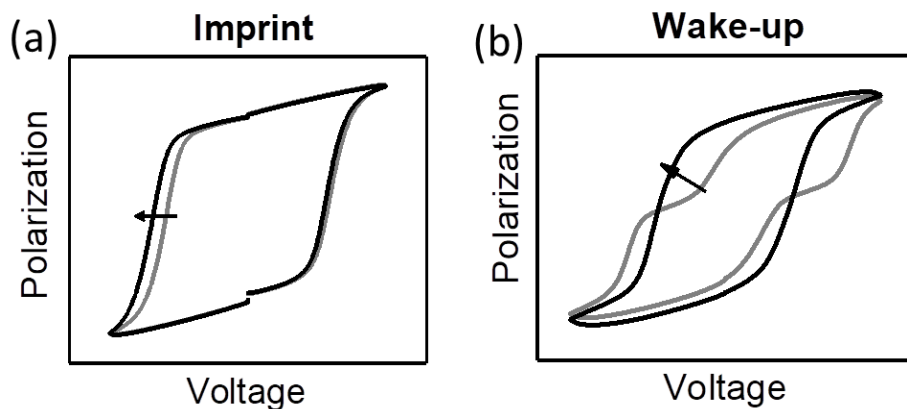 (a)
Imprint
Polarization
Voltage
(b)
Wake-up
Polarization
Voltage